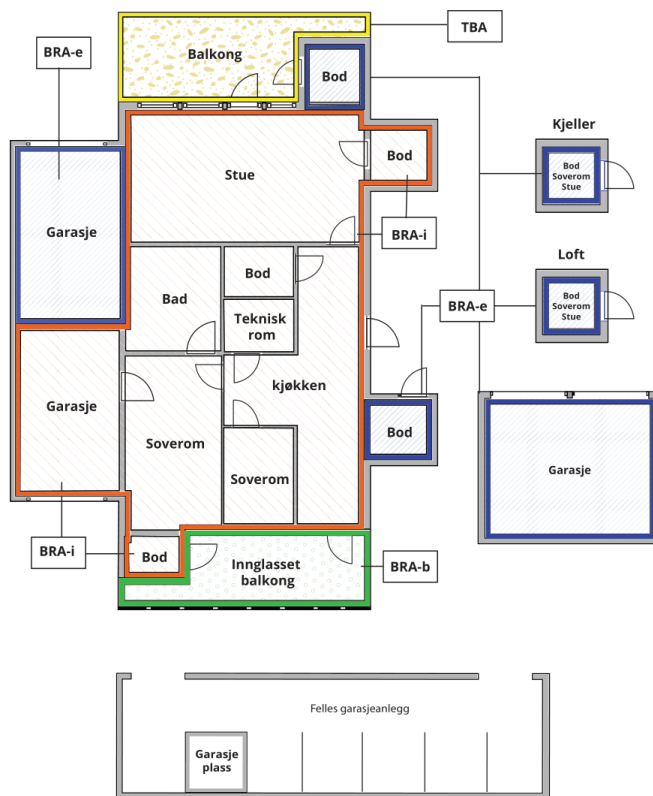 TBA
BRA-e
Balkong
Bod
Kjeller
Bod
Soverom
Stue
Stue
Bod
Garasje
BRA-i
Loft
Bod
Bad
Bod
Soverom
Stue
BRA-e
Teknisk
rom
Garasje
kjøkken
Bod
Soverom
Garasje
Soverom
BRA-i
Bod
Innglasset
balkong
BRA-b
Felles garasjeanlegg
Garasje
plass